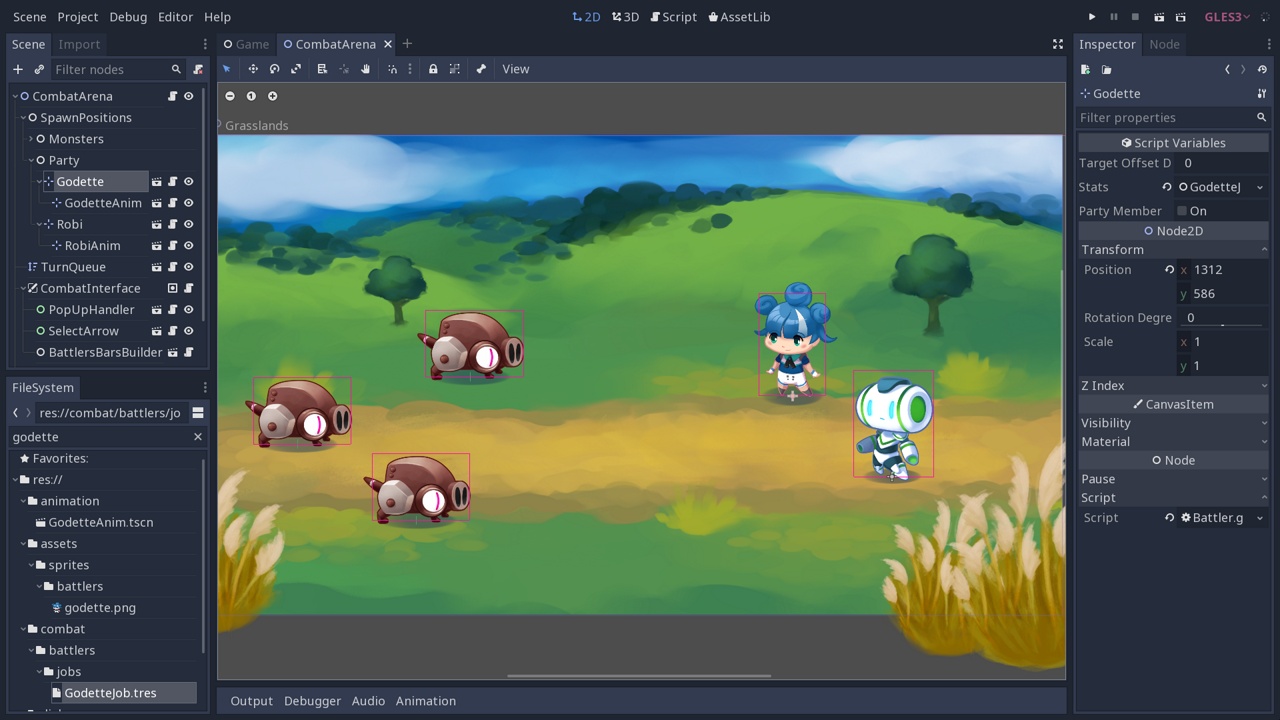 Scene Project Debug Editor Help
2D 3D Script AssetLib
GLES3
Scene Import
Filter nodes
CombatArena
SpawnPositions
Monsters
Party
Godette
GodetteAnim
Robi
RobiAnim
TurnQueue
CombatInterface
PopUpHandler
SelectArrow
BattlersBarsBuilder
FileSystem
res://combat/battlers/jo
godette
Favorites:
res://
animation
GodetteAnim.tscn
assets
sprites
battlers
godette.png
combat
battlers
jobs
GodetteJob.tres
Game CombatArena
View
Grasslands
Output Debugger Audio Animation
Inspector Node
Godette
Filter properties
Script Variables
Target Offset D 0
Stats GodetteJ
Party Member On
Node2D
Transform
Position x 1312
y 586
Rotation Degre 0
Scale x 1
y 1
Z Index
CanvasItem
Visibility
Material
Node
Pause
Script
Script Battler.g